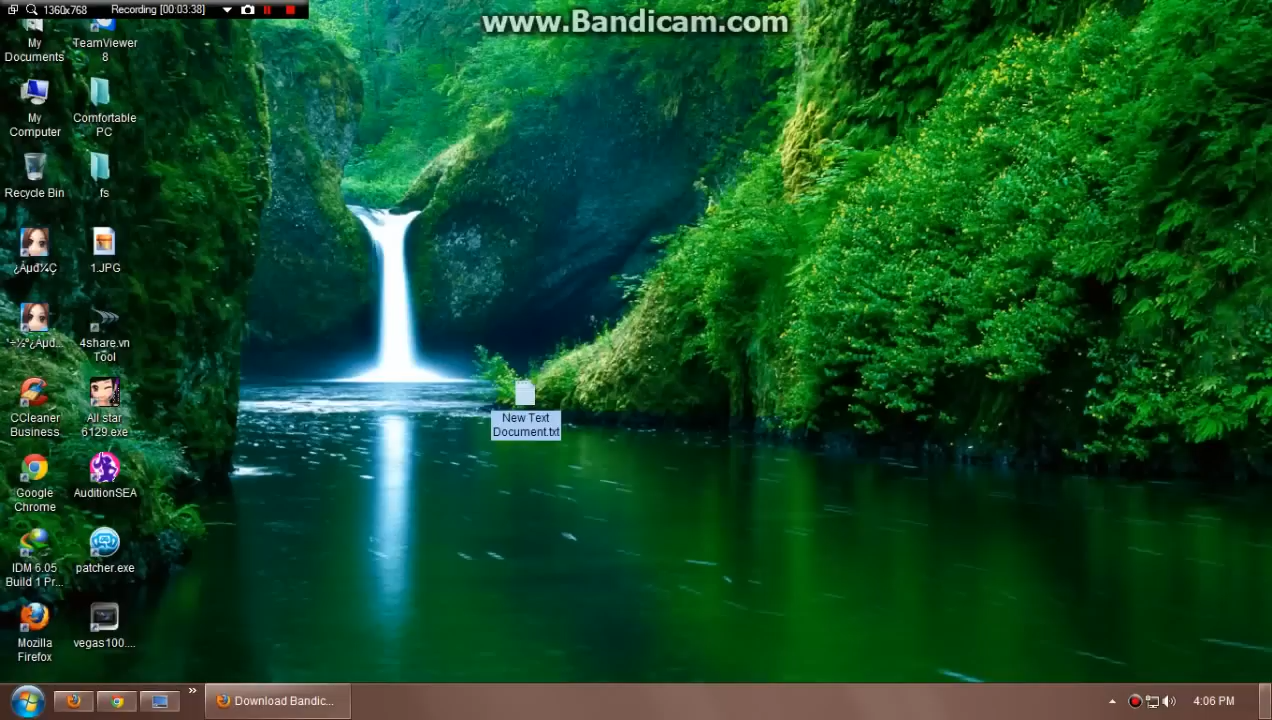 1360x768 Recording [00:03:38]
www.Bandicam.com
My
Documents
TeamViewer
8
My
Computer
Comfortable
PC
Recycle Bin
fs
¿Àµð¼Ç
1.JPG
4share.vn
Tool
CCleaner
Business
All star
6129.exe
Google
Chrome
AuditionSEA
IDM 6.05
Build 1 Pr...
patcher.exe
Mozilla
Firefox
vegas100....
New Text
Document.txt
Download Bandic...
4:06 PM